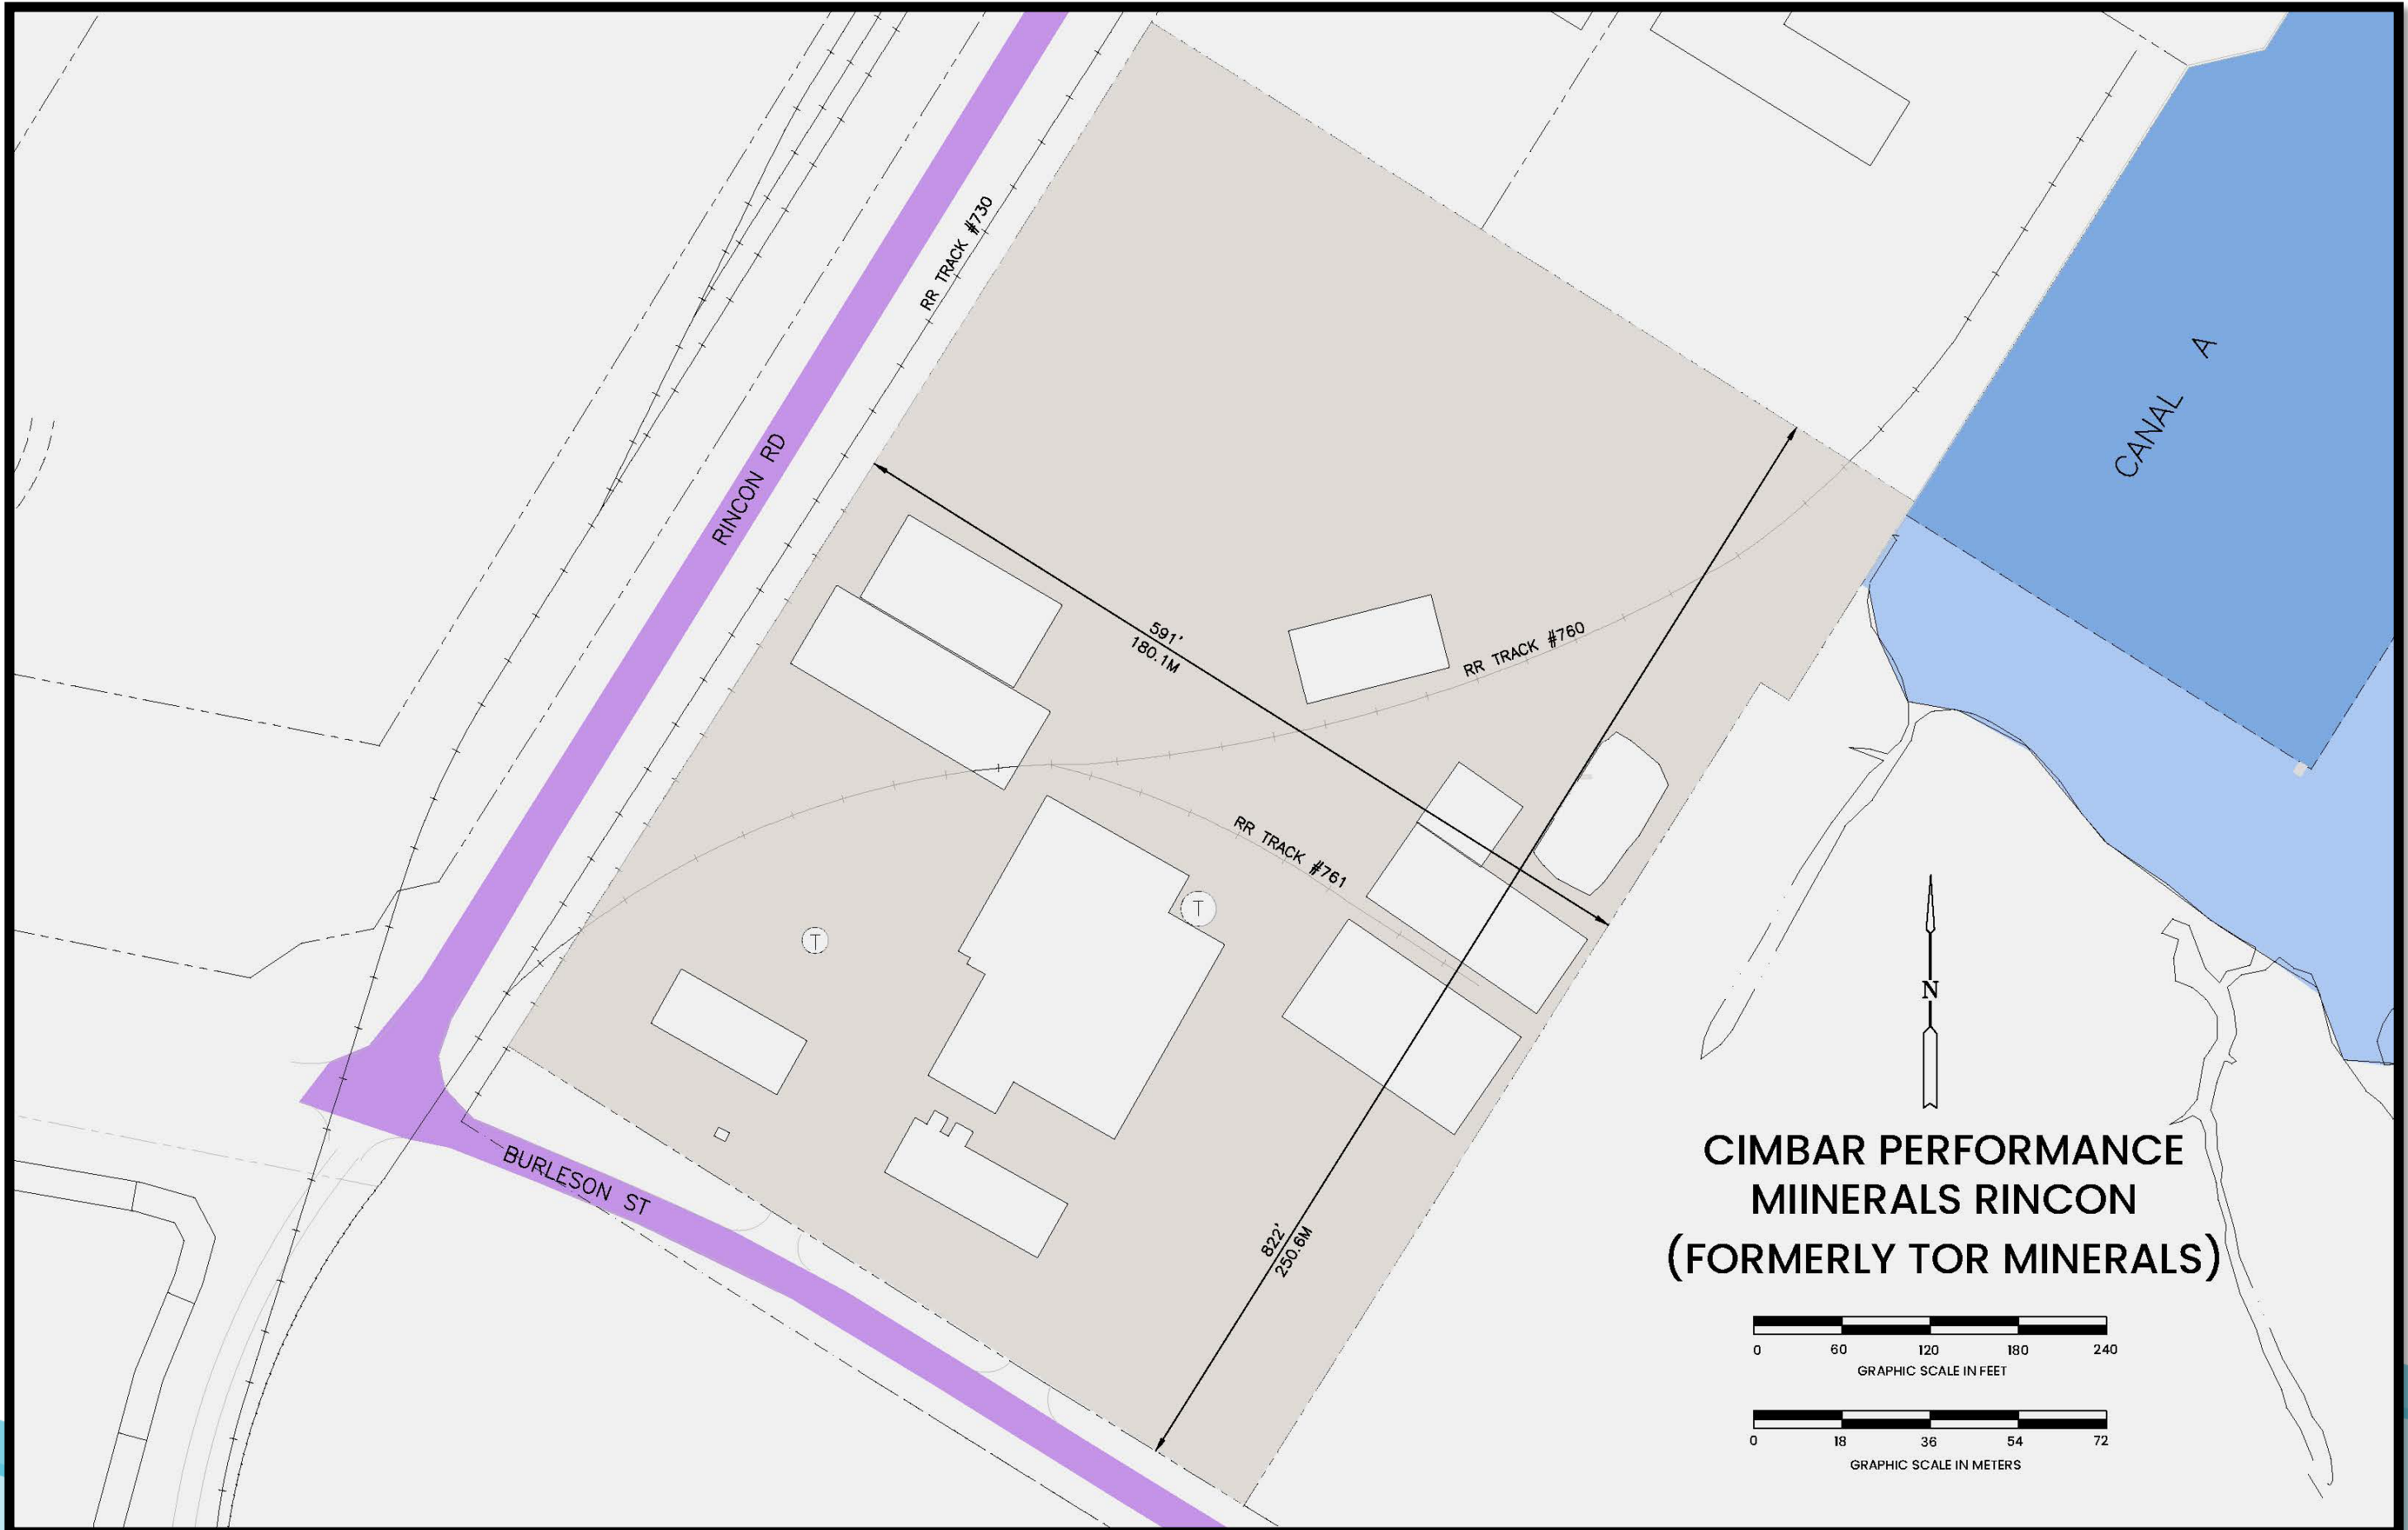 RR TRACK #730
CANAL A
RINCON RD
591'
180.1M
RR TRACK #760
RR TRACK #761
T
T
N
BURLESON ST
822'
250.6M
CIMBAR PERFORMANCE
MIINERALS RINCON
(FORMERLY TOR MINERALS)
0 60 120 180 240
GRAPHIC SCALE IN FEET
0 18 36 54 72
GRAPHIC SCALE IN METERS